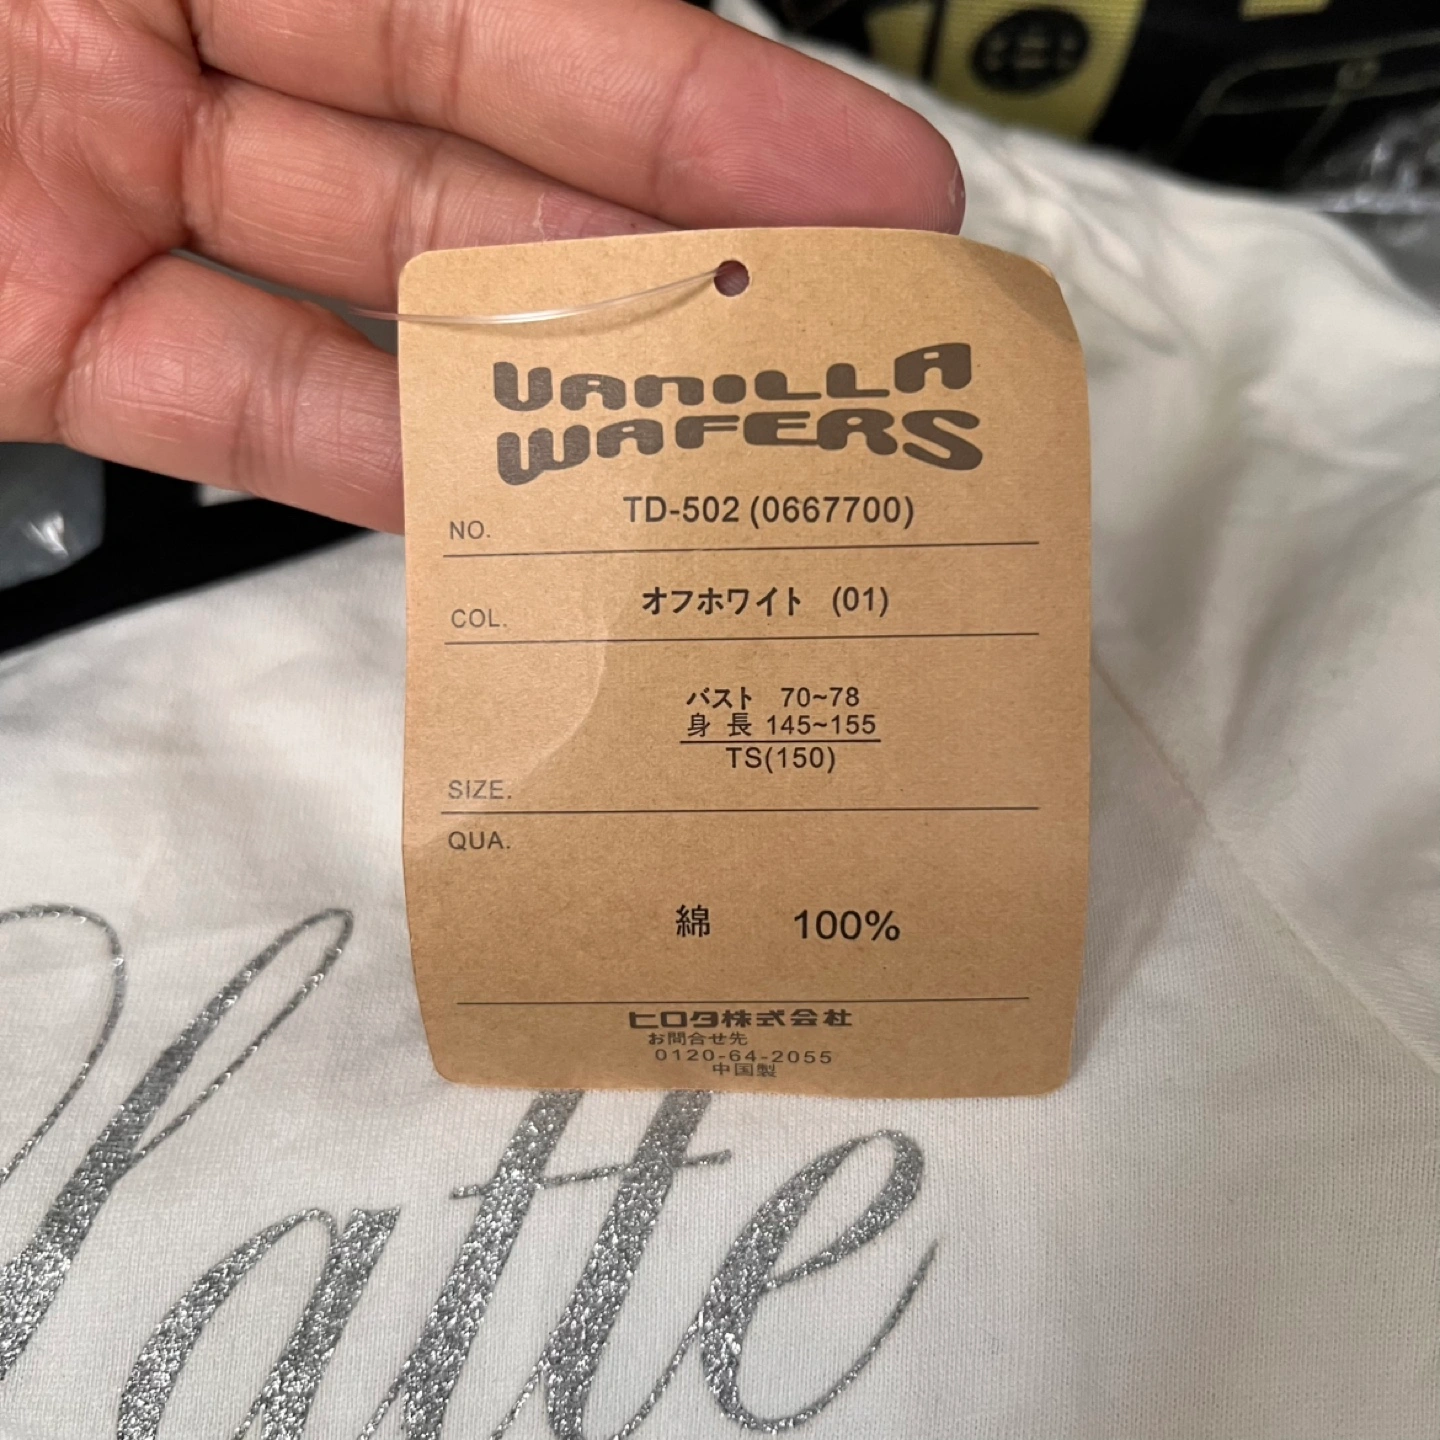 VANILLA
WAFERS
NO. TD-502 (0667700)
COL. オフホワイト (01)
バスト 70~78
身 長 145~155
TS(150)
SIZE.
QUA.
綿 100%
ヒロタ株式会社
お問合せ先
0120-64-2055
中国製
latte